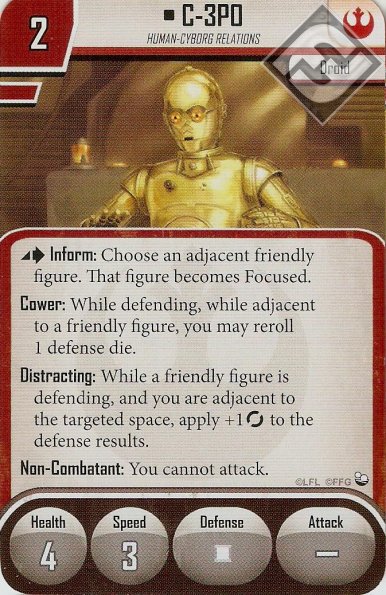 2
C-3PO
HUMAN-CYBORG RELATIONS
Droid
Inform: Choose an adjacent friendly
figure. That figure becomes Focused.
Cower: While defending, while adjacent
to a friendly figure, you may reroll
1 defense die.
Distracting: While a friendly figure is
defending, and you are adjacent to
the targeted space, apply +1 to the
defense results.
Non-Combatant: You cannot attack.
©LFL ©FFG
Health Speed Defense Attack
4 3 –